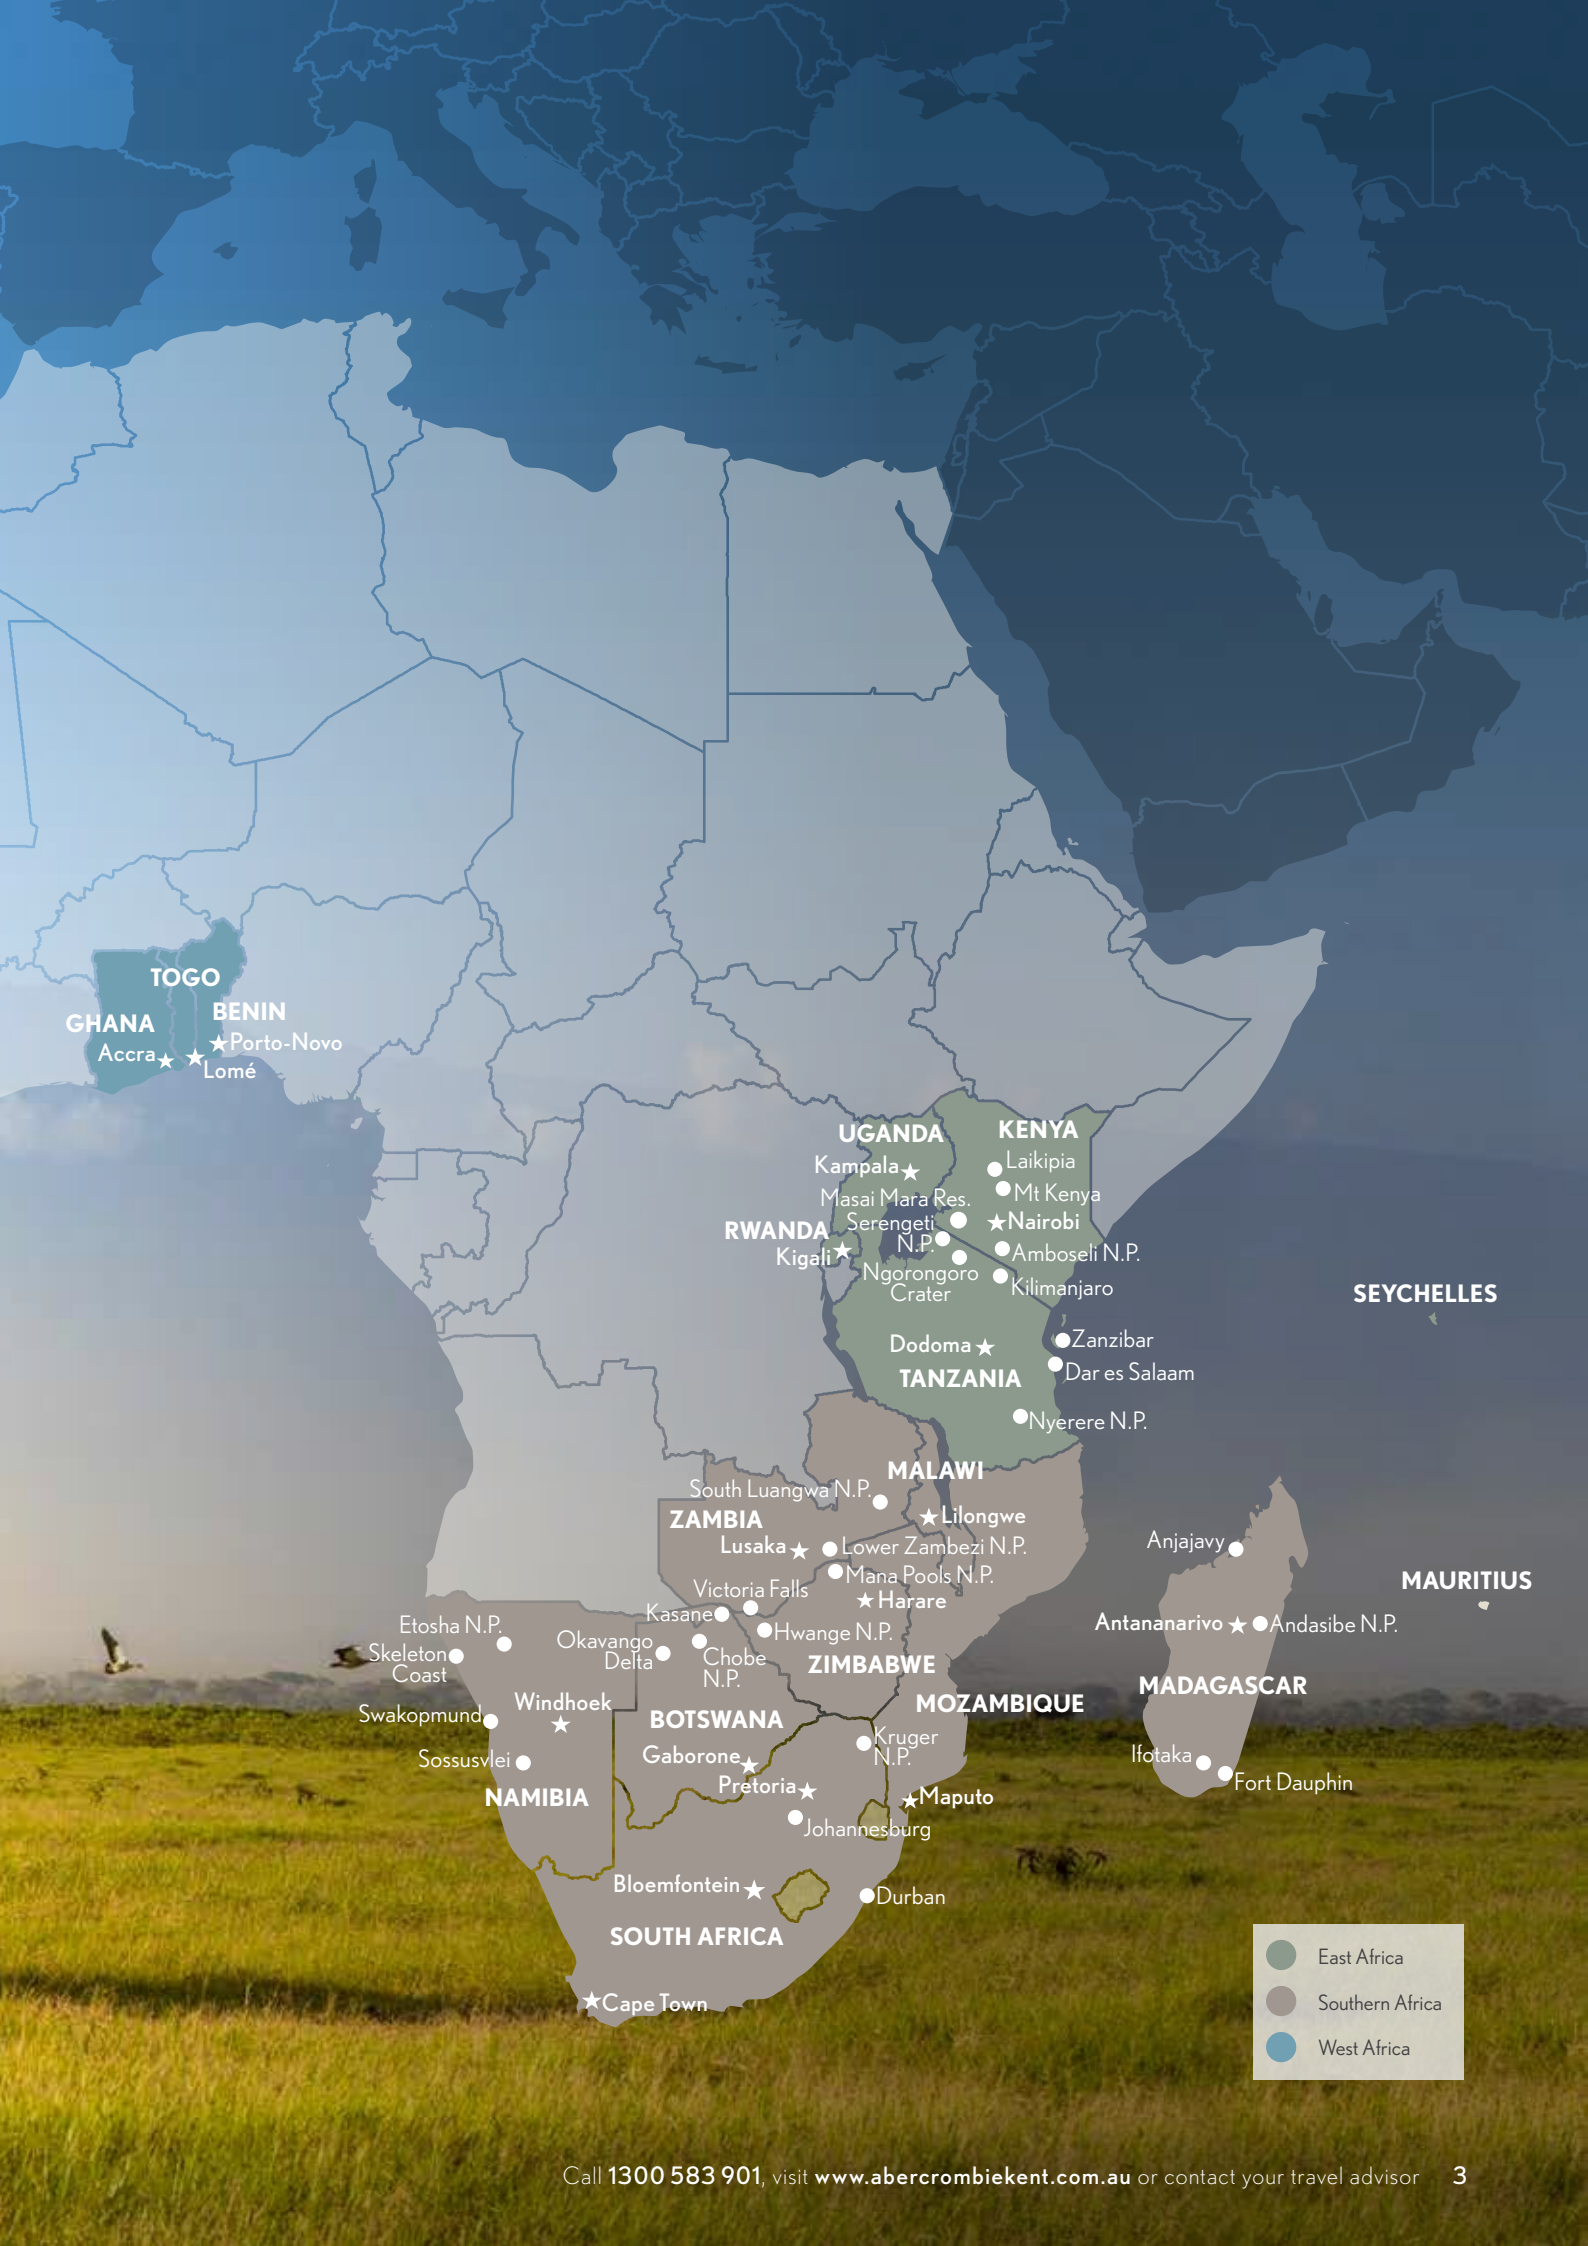 TOGO
BENIN
GHANA
Porto-Novo
Accra
Lomé
UGANDA
KENYA
Kampala
Laikipia
Masai Mara Res.
Mt Kenya
RWANDA
Serengeti
N.P.
Nairobi
Kigali
Amboseli N.P.
Ngorongoro
Crater
Kilimanjaro
SEYCHELLES
Dodoma
Zanzibar
TANZANIA
Dar es Salaam
Nyerere N.P.
MALAWI
South Luangwa N.P.
ZAMBIA
Lilongwe
Lusaka
Lower Zambezi N.P.
Anjajavy
Mana Pools N.P.
MAURITIUS
Victoria Falls
Harare
Kasane
Etosha N.P.
Antananarivo
Andasibe N.P.
Okavango
Delta
Hwange N.P.
Skeleton
Coast
Chobe
N.P.
ZIMBABWE
MADAGASCAR
Windhoek
MOZAMBIQUE
Swakopmund
BOTSWANA
Kruger
N.P.
Sossusvlei
Gaborone
Ifotaka
Pretoria
Fort Dauphin
NAMIBIA
Maputo
Johannesburg
Bloemfontein
Durban
SOUTH AFRICA
Cape Town
East Africa
Southern Africa
West Africa
Call 1300 583 901, visit www.abercrombiekent.com.au or contact your travel advisor 3